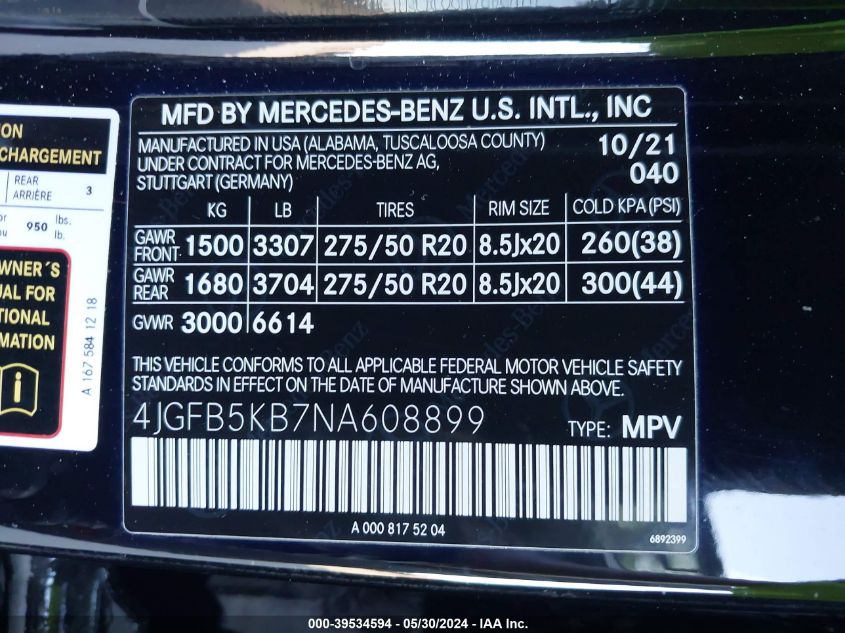 ION
CHARGEMENT
REAR
ARRIÈRE 3
or
ou 950 lbs.
lb.
WNER´S
UAL FOR
TIONAL
RMATION
A 167 584 12 18
MFD BY MERCEDES-BENZ U.S. INTL., INC
MANUFACTURED IN USA (ALABAMA, TUSCALOOSA COUNTY) 10/21
UNDER CONTRACT FOR MERCEDES-BENZ AG,
STUTTGART (GERMANY) 040
KG LB TIRES RIM SIZE COLD KPA(PSI)
GAWR FRONT 1500 3307 275/50 R20 8.5Jx20 260(38)
GAWR REAR 1680 3704 275/50 R20 8.5Jx20 300(44)
GVWR 3000 6614
THIS VEHICLE CONFORMS TO ALL APPLICABLE FEDERAL MOTOR VEHICLE SAFETY
STANDARDS IN EFFECT ON THE DATE OF MANUFACTURE SHOWN ABOVE.
4JGFB5KB7NA608899 TYPE: MPV
A 000 817 52 04
6892399
000-39534594 - 05/30/2024 - IAA Inc.